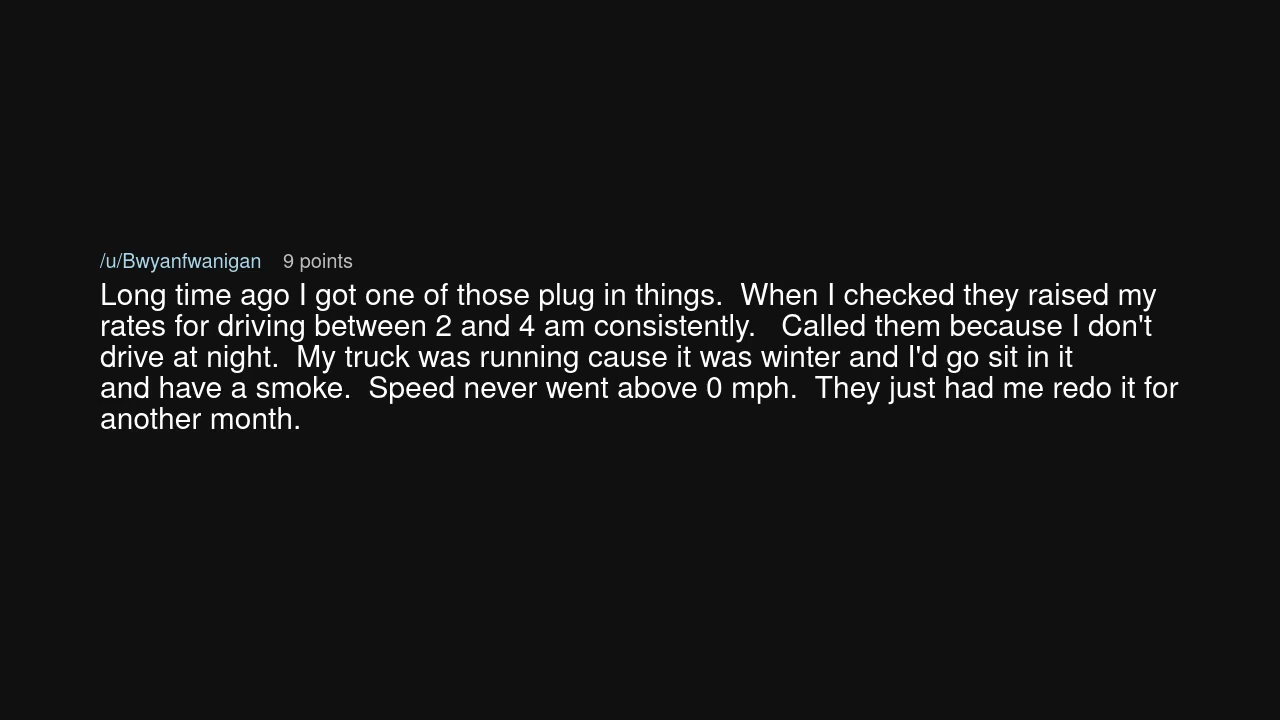 /u/Bwyanfwanigan 9 points
Long time ago I got one of those plug in things.  When I checked they raised my
rates for driving between 2 and 4 am consistently.   Called them because I don't
drive at night.  My truck was running cause it was winter and I'd go sit in it
and have a smoke.  Speed never went above 0 mph.  They just had me redo it for
another month.